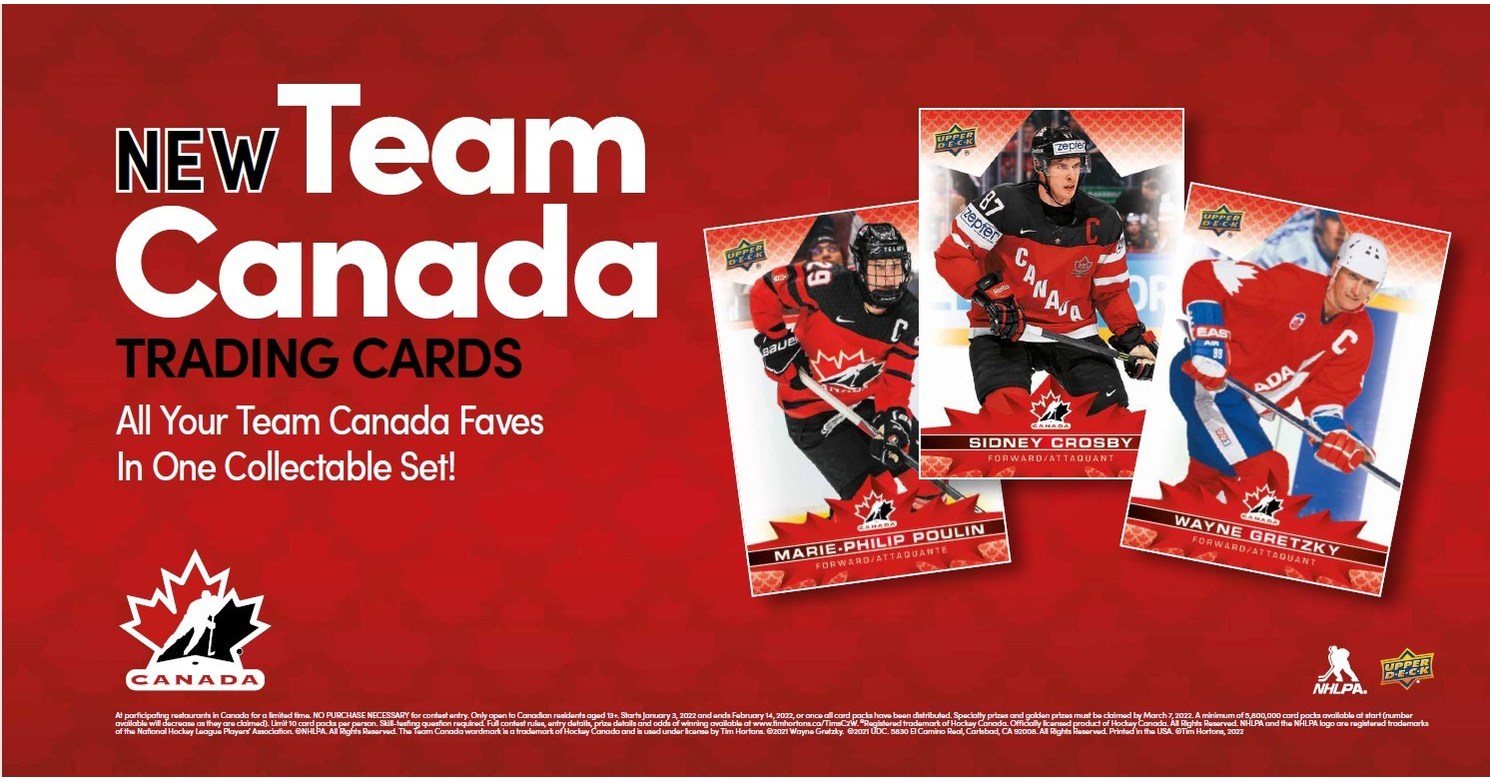 NEW Team
Canada
TRADING CARDS
All Your Team Canada Faves
In One Collectable Set!
CANADA
UPPER
D·E·C·K
29
TELUS
C
BAUER
CANADA
MARIE-PHILIP POULIN
FORWARD/ATTAQUANTE
UPPER
D·E·C·K
zepter
87
zepter
C
CANADA
CANADA
SIDNEY CROSBY
FORWARD/ATTAQUANT
UPPER
D·E·C·K
EAS
AIR
99
C
ADA
CANADA
WAYNE GRETZKY
FORWARD/ATTAQUANT
NHLPA.
UPPER
D·E·C·K
At participating restaurants in Canada for a limited time. NO PURCHASE NECESSARY for contest entry. Only open to Canadian residents aged 13+. Starts January 3, 2022 and ends February 14, 2022, or once all card packs have been distributed. Specialty prizes and golden prizes must be claimed by March 7, 2022. A minimum of 5,800,000 card packs available at start (number
available will decrease as they are claimed). Limit 10 card packs per person. Skill-testing question required. Full contest rules, entry details, prize details and odds of winning available at www.timhortons.ca/TimsC2W. ®Registered trademark of Hockey Canada. Officially licensed product of Hockey Canada. All Rights Reserved. NHLPA and the NHLPA logo are registered trademarks
of the National Hockey League Players' Association. ©NHLPA. All Rights Reserved. The Team Canada wordmark is a trademark of Hockey Canada and is used under license by Tim Hortons. ©2021 Wayne Gretzky. ©2021 UDC. 5830 El Camino Real, Carlsbad, CA 92008. All Rights Reserved. Printed in the USA. ©Tim Hortons, 2022